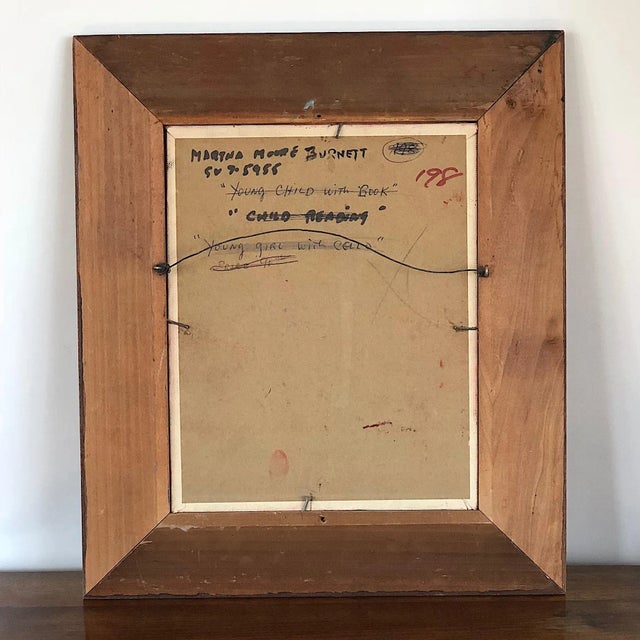 MARTHA MOORE BURNETT
SU 7-5955
198
"YOUNG CHILD with BOOK"
"CHILD READING"
"YOUNG GIRL with CELLO"